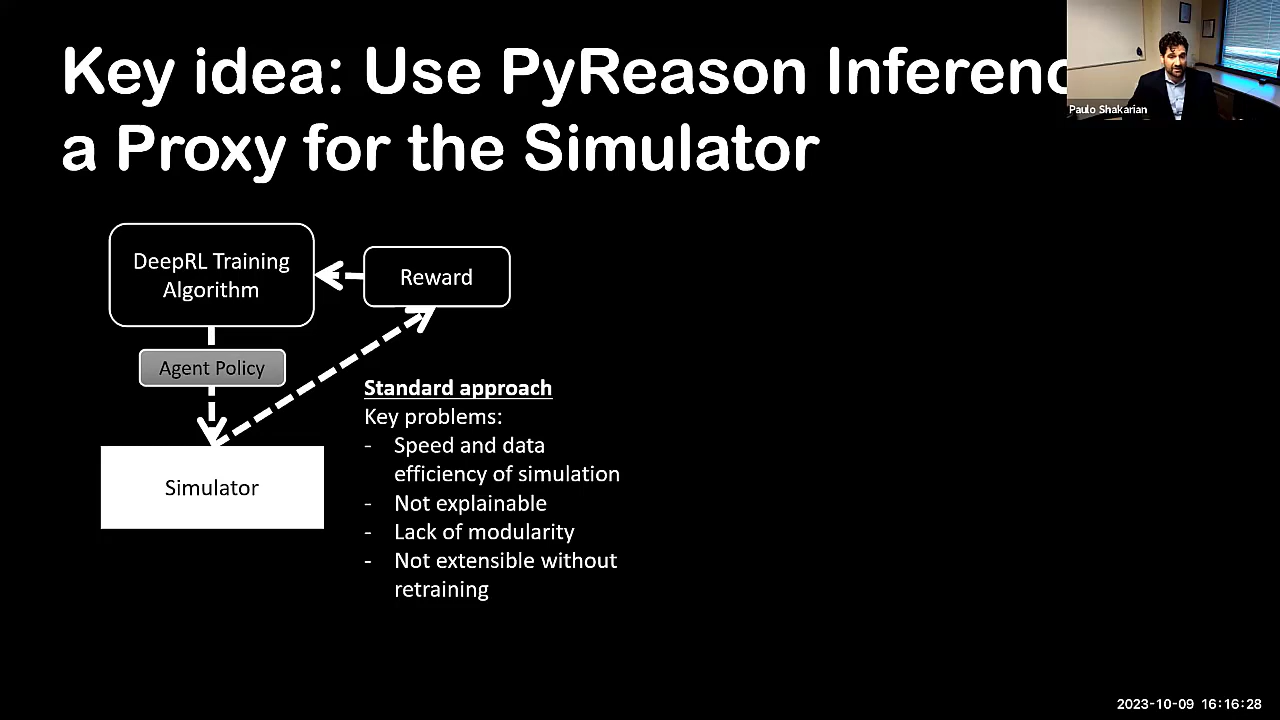 Key idea: Use PyReason Inferenc
a Proxy for the Simulator
Paulo Shakarian
DeepRL Training
Algorithm
Reward
Agent Policy
Simulator
Standard approach
Key problems:
- Speed and data
efficiency of simulation
- Not explainable
- Lack of modularity
- Not extensible without
retraining
2023-10-09 16:16:28